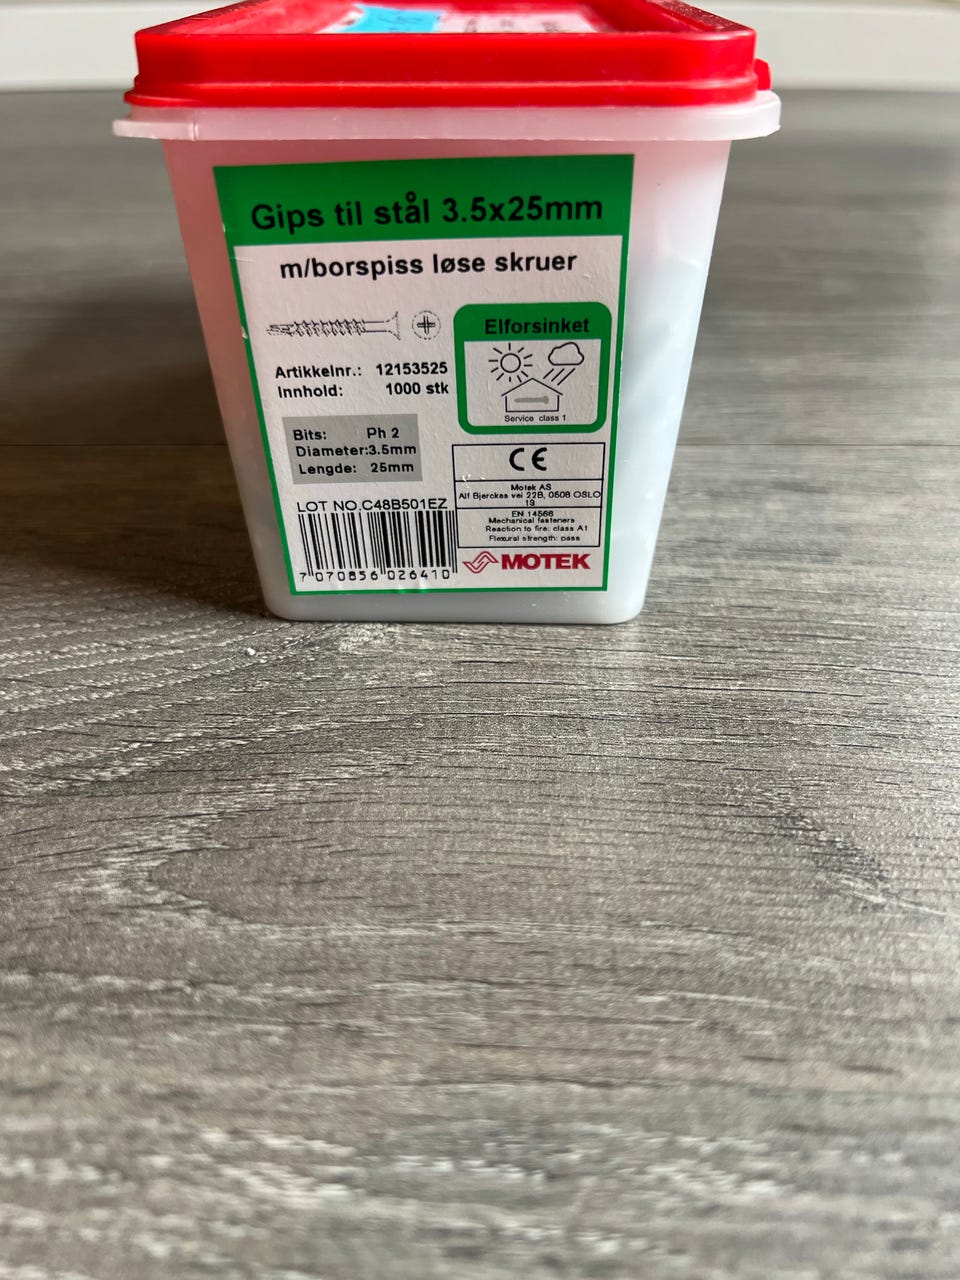 Gips til stål 3.5x25mm
m/borspiss løse skruer
Elforsinket
Service class 1
Artikkelnr.: 12153525
Innhold: 1000 stk
Bits: Ph 2
Diameter:3.5mm
Lengde: 25mm
CE
Motek AS
Alf Bjerckes vei 22B, 0508 OSLO
13
EN 14566
Mechanical fasteners
Reaction to fire: class A1
Flexural strength: pass
LOT NO.C48B501EZ
7 070856 026410
MOTEK